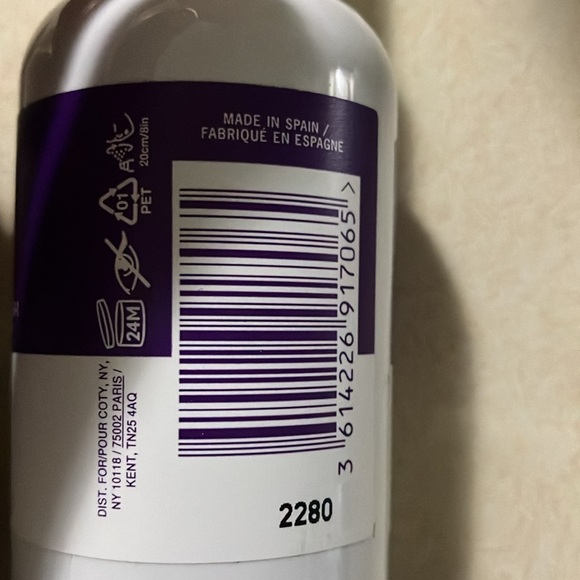 MADE IN SPAIN /
FABRIQUÉ EN ESPAGNE
20cm/8in
01
PET
24M
DIST. FOR/POUR COTY, NY,
NY 10118 / 75002 PARIS /
KENT, TN25 4AQ
3 614226 917065 >
2280